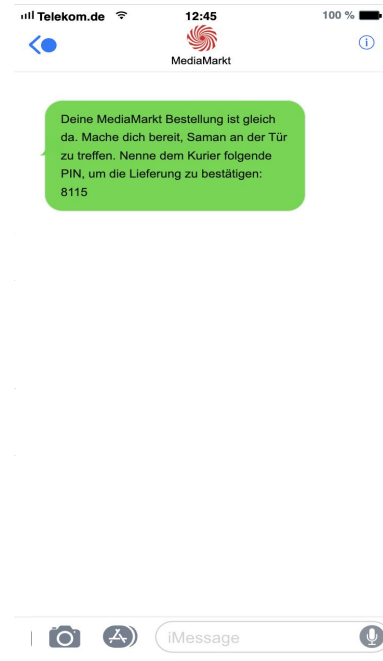 Telekom.de 12:45 100 %
MediaMarkt
Deine MediaMarkt Bestellung ist gleich
da. Mache dich bereit, Saman an der Tür
zu treffen. Nenne dem Kurier folgende
PIN, um die Lieferung zu bestätigen:
8115
iMessage